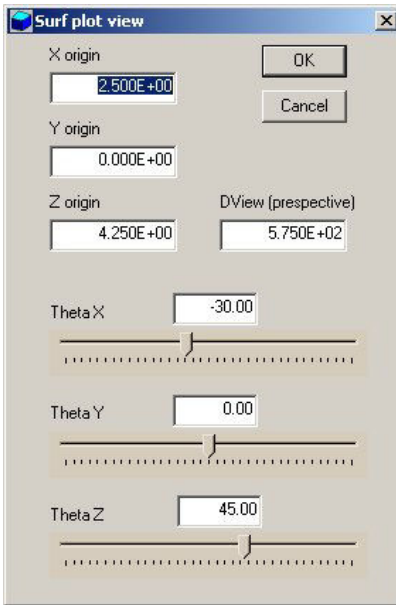 Surf plot view
X origin
OK
2.500E+00
Cancel
Y origin
0.000E+00
Z origin
DView (prespective)
4.250E+00
5.750E+02
Theta X
-30.00
Theta Y
0.00
Theta Z
45.00